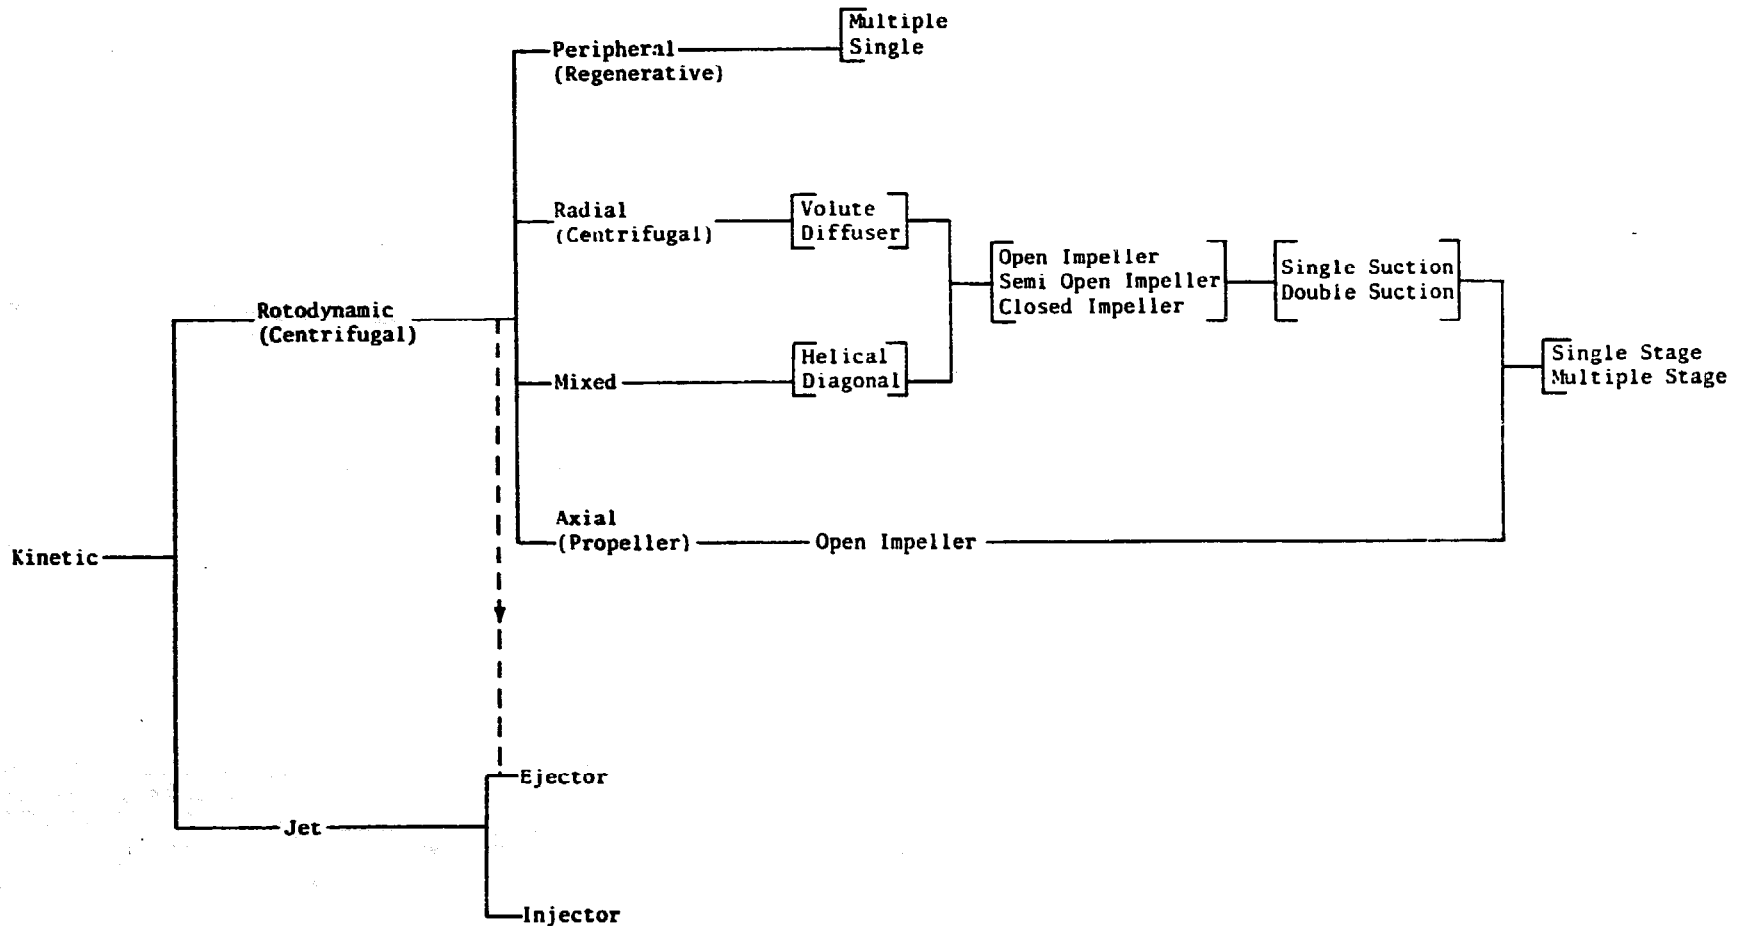 Multiple
Single
Peripheral
(Regenerative)
Radial
(Centrifugal)
Volute
Diffuser
Open Impeller
Semi Open Impeller
Closed Impeller
Single Suction
Double Suction
Rotodynamic
(Centrifugal)
Helical
Diagonal
Mixed
Single Stage
Multiple Stage
Axial
(Propeller)
Open Impeller
Kinetic
Ejector
Jet
Injector